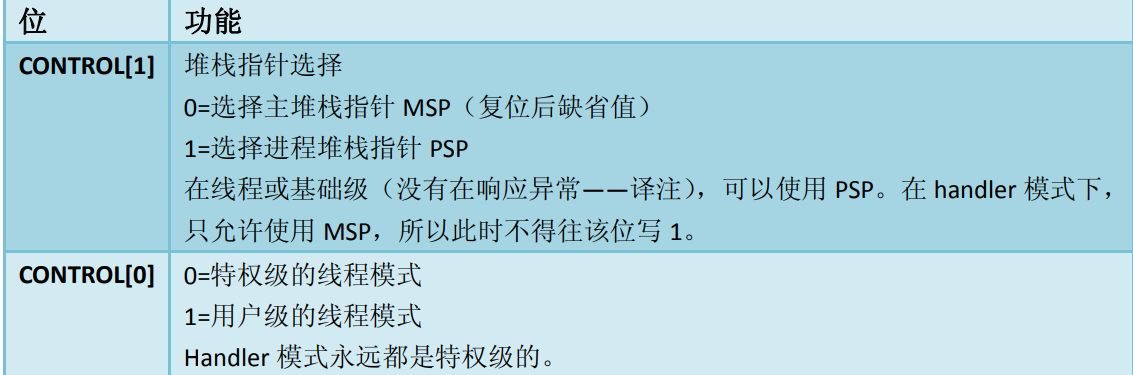 位 功能
CONTROL[1] 堆栈指针选择
0=选择主堆栈指针 MSP（复位后缺省值）
1=选择进程堆栈指针 PSP
在线程或基础级（没有在响应异常——译注），可以使用 PSP。在 handler 模式下，
只允许使用 MSP，所以此时不得往该位写 1。
CONTROL[0] 0=特权级的线程模式
1=用户级的线程模式
Handler 模式永远都是特权级的。